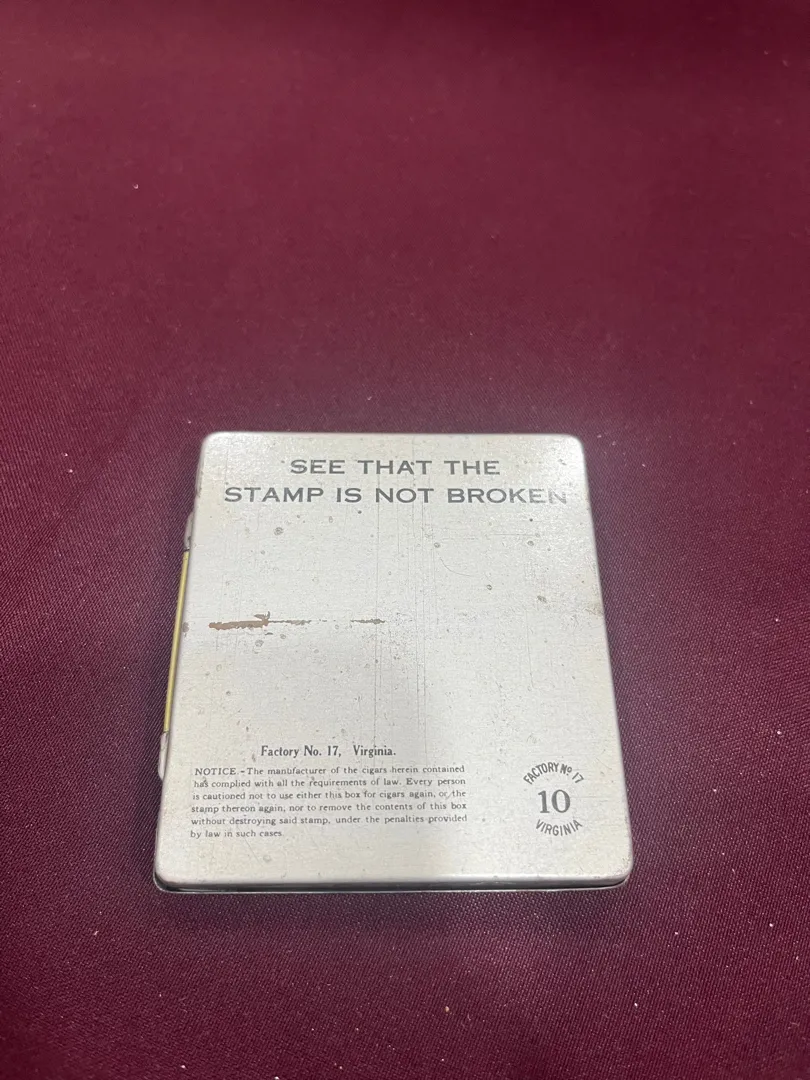 SEE THAT THE
STAMP IS NOT BROKEN
Factory No. 17, Virginia.
NOTICE - The manufacturer of the cigars herein contained
has complied with all the requirements of law. Every person
is cautioned not to use either this box for cigars again, or the
stamp thereon again, nor to remove the contents of this box
without destroying said stamp, under the penalties provided
by law in such cases.
FACTORY Nº 17
10
VIRGINIA